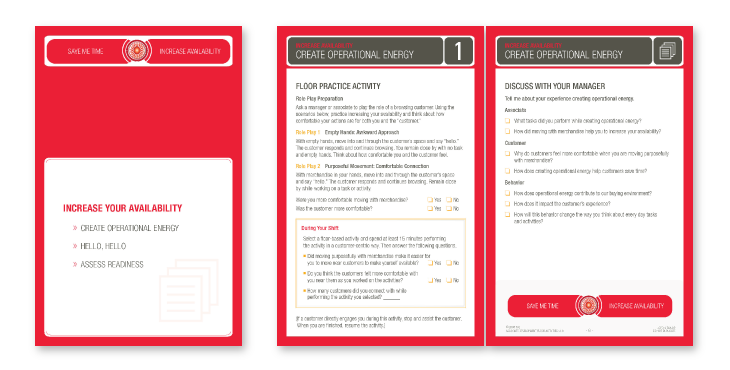 SAVE ME TIME
INCREASE AVAILABILITY
INCREASE YOUR AVAILABILITY
» CREATE OPERATIONAL ENERGY
» HELLO, HELLO
» ASSESS READINESS
CREATE OPERATIONAL ENERGY
1
FLOOR PRACTICE ACTIVITY
Role Play Preparation
Ask a manager or associate to play the role of a browsing customer. Using the
scenarios below, practice increasing your availability and think about how
comfortable your actions are for both you and the "customer."
Role Play 1 Empty Hands: Awkward Approach
With empty hands, move into and through the customer's space and say "hello."
The customer responds and continues browsing. You remain close by with no task
and empty hands. Think about how comfortable you and the customer feel.
Role Play 2 Purposeful Movement: Comfortable Connection
With merchandise in your hands, move into and through the customer's space
and say "hello." The customer responds and continues browsing. Remain close
by while working on a task or activity.
Were you more comfortable moving with merchandise? Yes No
Was the customer more comfortable? Yes No
During Your Shift
Select a floor-based activity and spend at least 15 minutes performing
the activity in a customer-centric way. Then answer the following questions.
Did moving purposefully with merchandise make it easier for
you to move near customers to make yourself available? Yes No
Do you think the customers felt more comfortable with
you near them as you worked on the activities? Yes No
How many customers did you connect with while
performing the activity you selected? ______
(If a customer directly engages you during this activity, stop and assist the customer.
When you are finished, resume the activity.)
CREATE OPERATIONAL ENERGY
DISCUSS WITH YOUR MANAGER
Tell me about your experience creating operational energy.
Associate
What tasks did you perform while creating operational energy?
How did moving with merchandise help you to increase your availability?
Customer
Why do customers feel more comfortable when you are moving purposefully
with merchandise?
How does creating operational energy help customers save time?
Behavior
How does operational energy contribute to our buying environment?
How does it impact the customer's experience?
How will this behavior change the way you think about every day tasks
and activities?
SAVE ME TIME
INCREASE AVAILABILITY